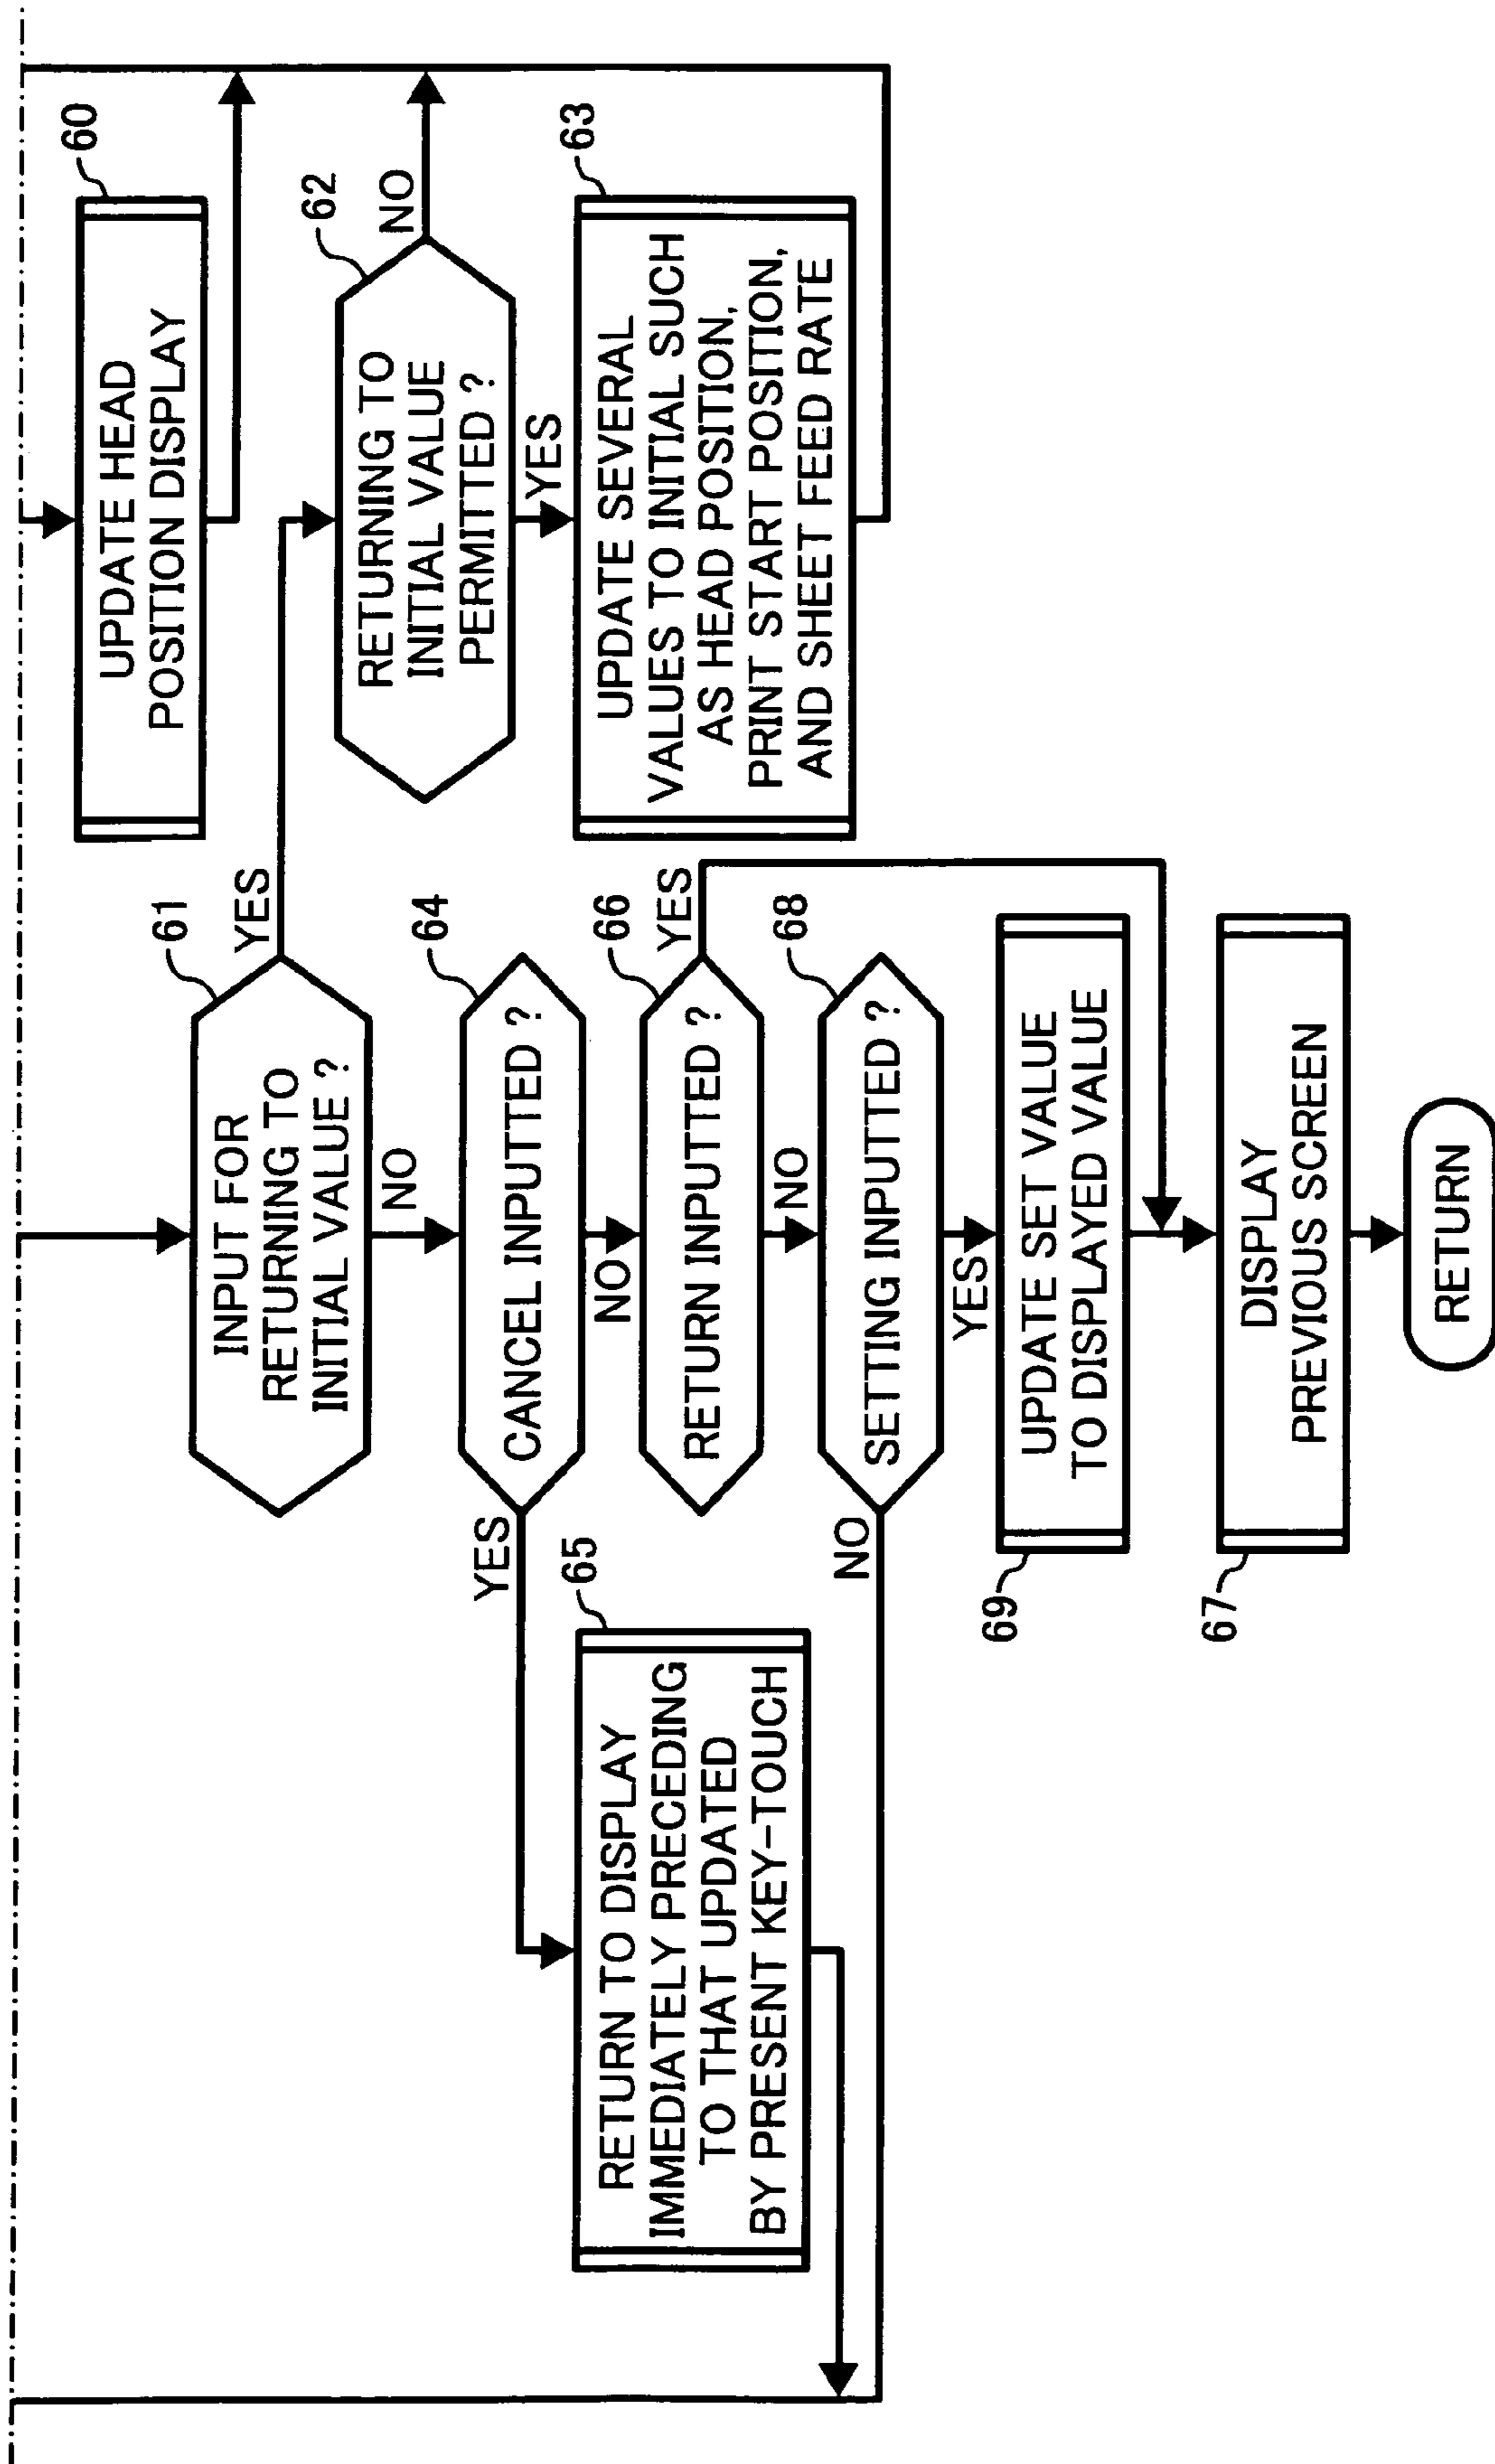 60
UPDATE HEAD
POSITION DISPLAY
61
INPUT FOR
RETURNING TO
INITIAL VALUE ?
YES
NO
62
RETURNING TO
INITIAL VALUE
PERMITTED ?
NO
YES
63
UPDATE SEVERAL
VALUES TO INITIAL SUCH
AS HEAD POSITION,
PRINT START POSITION,
AND SHEET FEED RATE
64
CANCEL INPUTTED ?
YES
NO
65
RETURN TO DISPLAY
IMMEDIATELY PRECEDING
TO THAT UPDATED
BY PRESENT KEY-TOUCH
66
RETURN INPUTTED ?
YES
NO
68
SETTING INPUTTED ?
NO
YES
69
UPDATE SET VALUE
TO DISPLAYED VALUE
67
DISPLAY
PREVIOUS SCREEN
RETURN